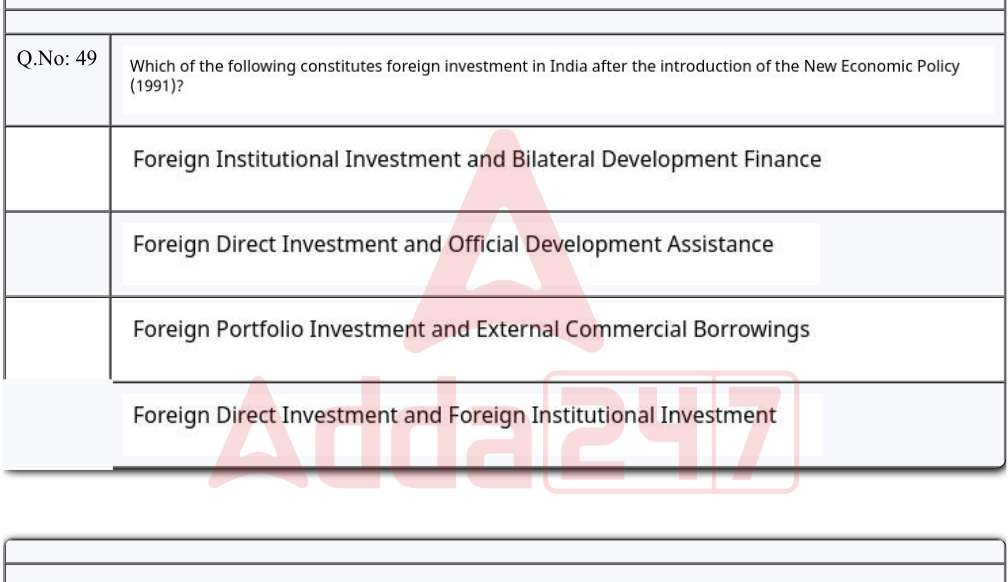 Q.No: 49
Which of the following constitutes foreign investment in India after the introduction of the New Economic Policy
(1991)?
Foreign Institutional Investment and Bilateral Development Finance
Foreign Direct Investment and Official Development Assistance
Foreign Portfolio Investment and External Commercial Borrowings
Foreign Direct Investment and Foreign Institutional Investment
Adda247